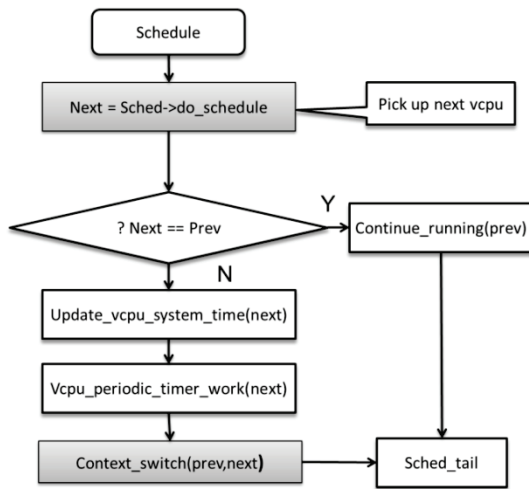 Schedule
Next = Sched->do_schedule
Pick up next vcpu
? Next == Prev
Y
Continue_running(prev)
N
Update_vcpu_system_time(next)
Vcpu_periodic_timer_work(next)
Context_switch(prev,next)
Sched_tail